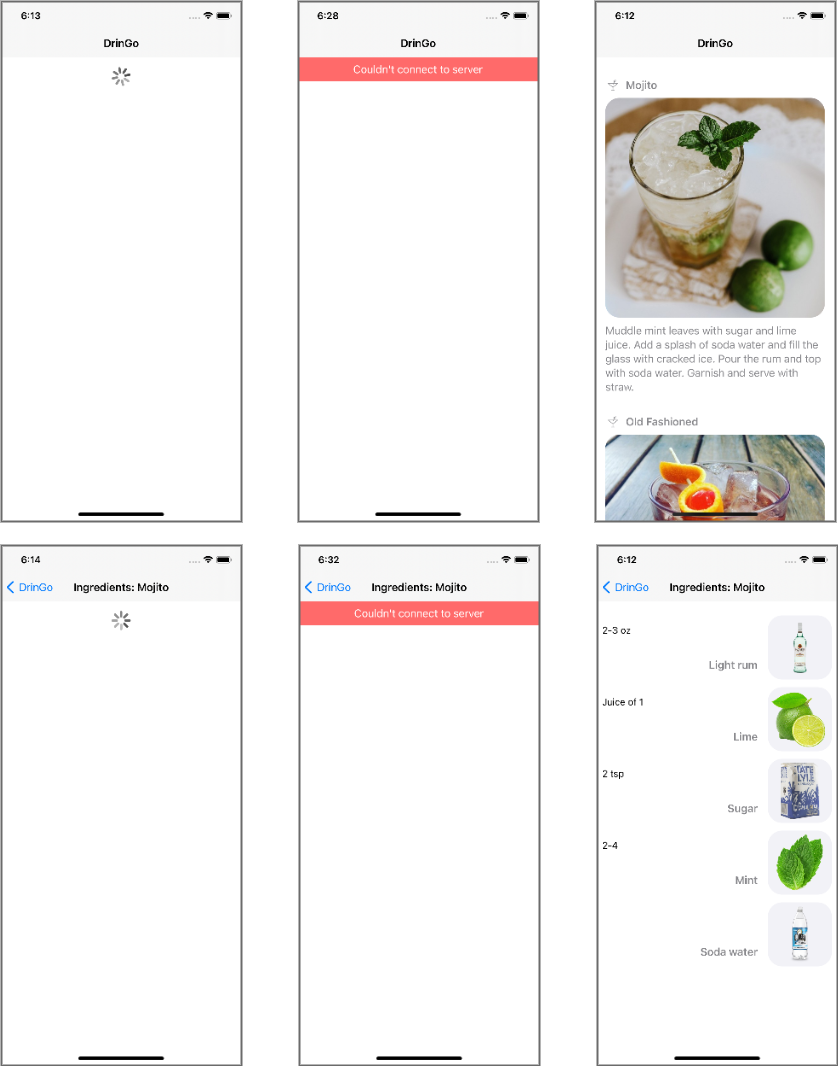 6:13
DrinGo
6:28
DrinGo
Couldn't connect to server
6:12
DrinGo
Mojito
Muddle mint leaves with sugar and lime
juice. Add a splash of soda water and fill the
glass with cracked ice. Pour the rum and top
with soda water. Garnish and serve with
straw.
Old Fashioned
6:14
DrinGo
Ingredients: Mojito
6:32
DrinGo
Ingredients: Mojito
Couldn't connect to server
6:12
DrinGo
Ingredients: Mojito
2-3 oz
Light rum
Juice of 1
Lime
2 tsp
Sugar
2-4
Mint
Soda water